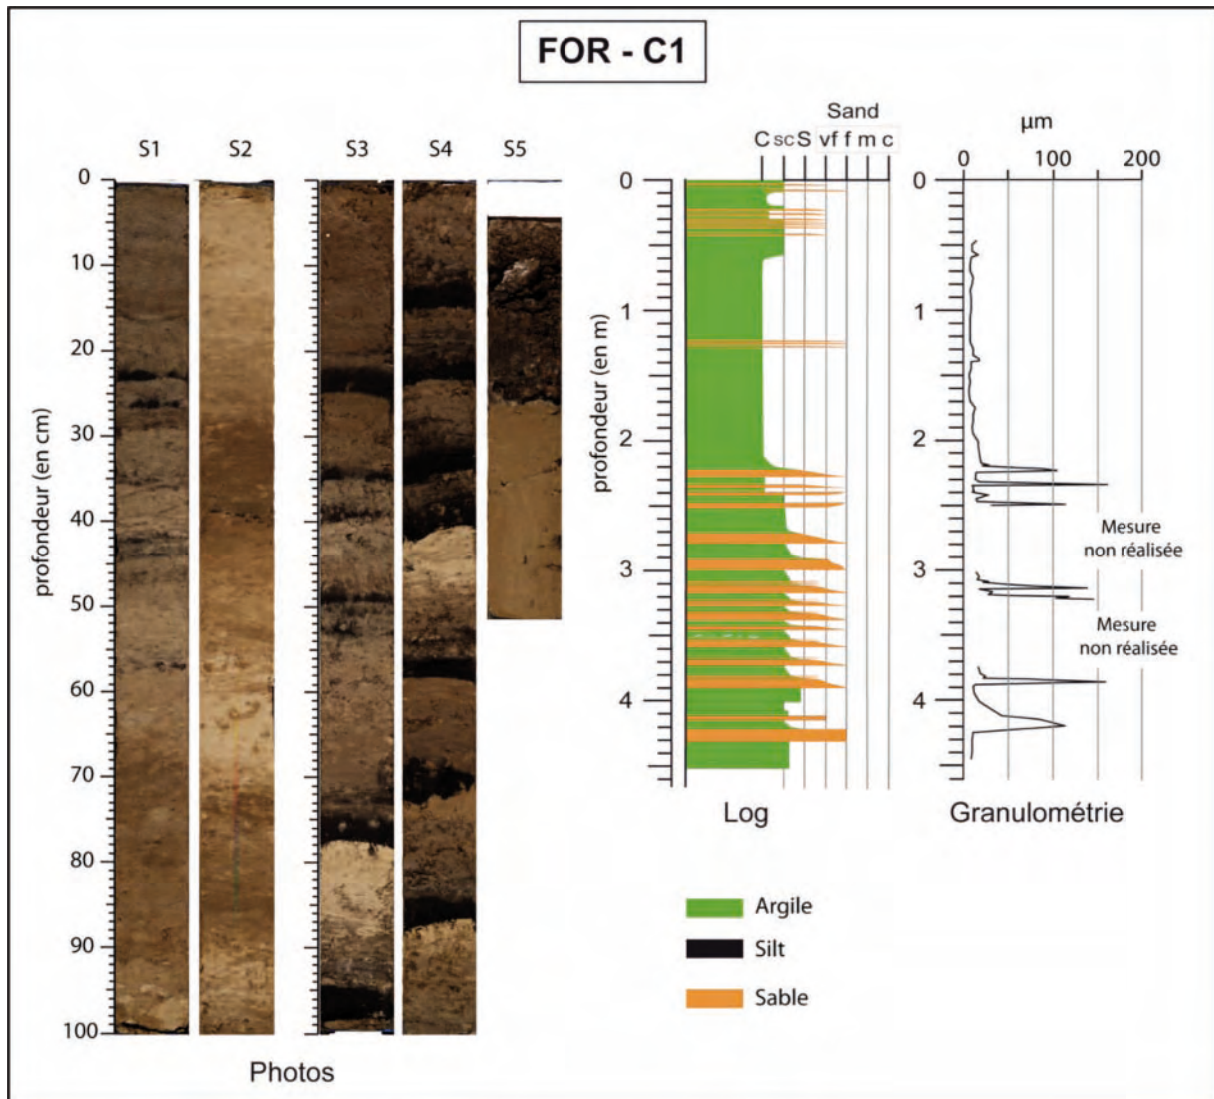 FOR - C1
S1
S2
S3
S4
S5
0
10
20
30
40
50
60
70
80
90
100
profondeur (en cm)
Photos
Sand
C sc S vf f m c
0
1
2
3
4
profondeur (en m)
Log
µm
0 100 200
0
1
2
3
4
Mesure
non réalisée
Mesure
non réalisée
Granulométrie
Argile
Silt
Sable